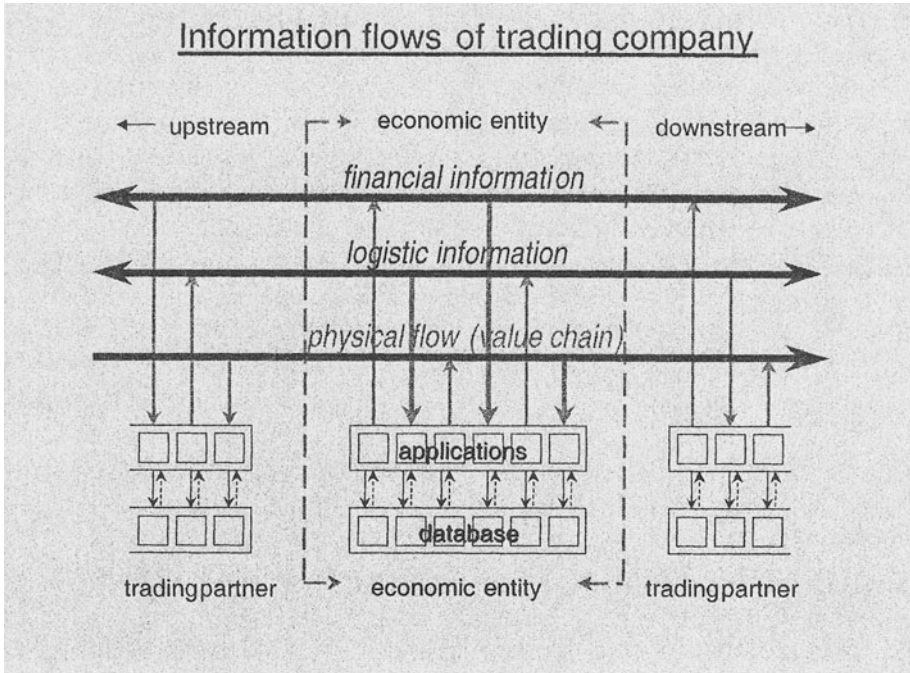 Information flows of trading company
upstream
economic entity
downstream
financial information
logistic information
physical flow (value chain)
applications
database
tradingpartner
economic entity
tradingpartner